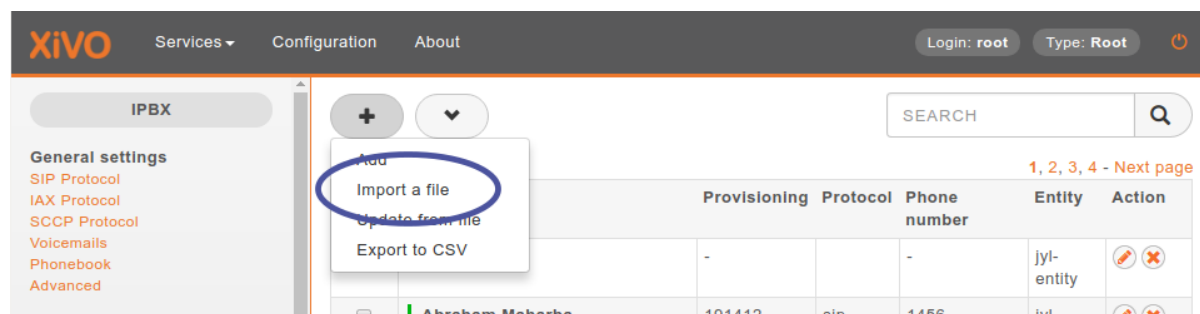 XiVO Services Configuration About Login: root Type: Root
IPBX
General settings
SIP Protocol
IAX Protocol
SCCP Protocol
Voicemails
Phonebook
Advanced
SEARCH
Add
Import a file
Update from file
Export to CSV
1, 2, 3, 4 - Next page
Provisioning Protocol Phone number Entity Action
- - jyl-entity